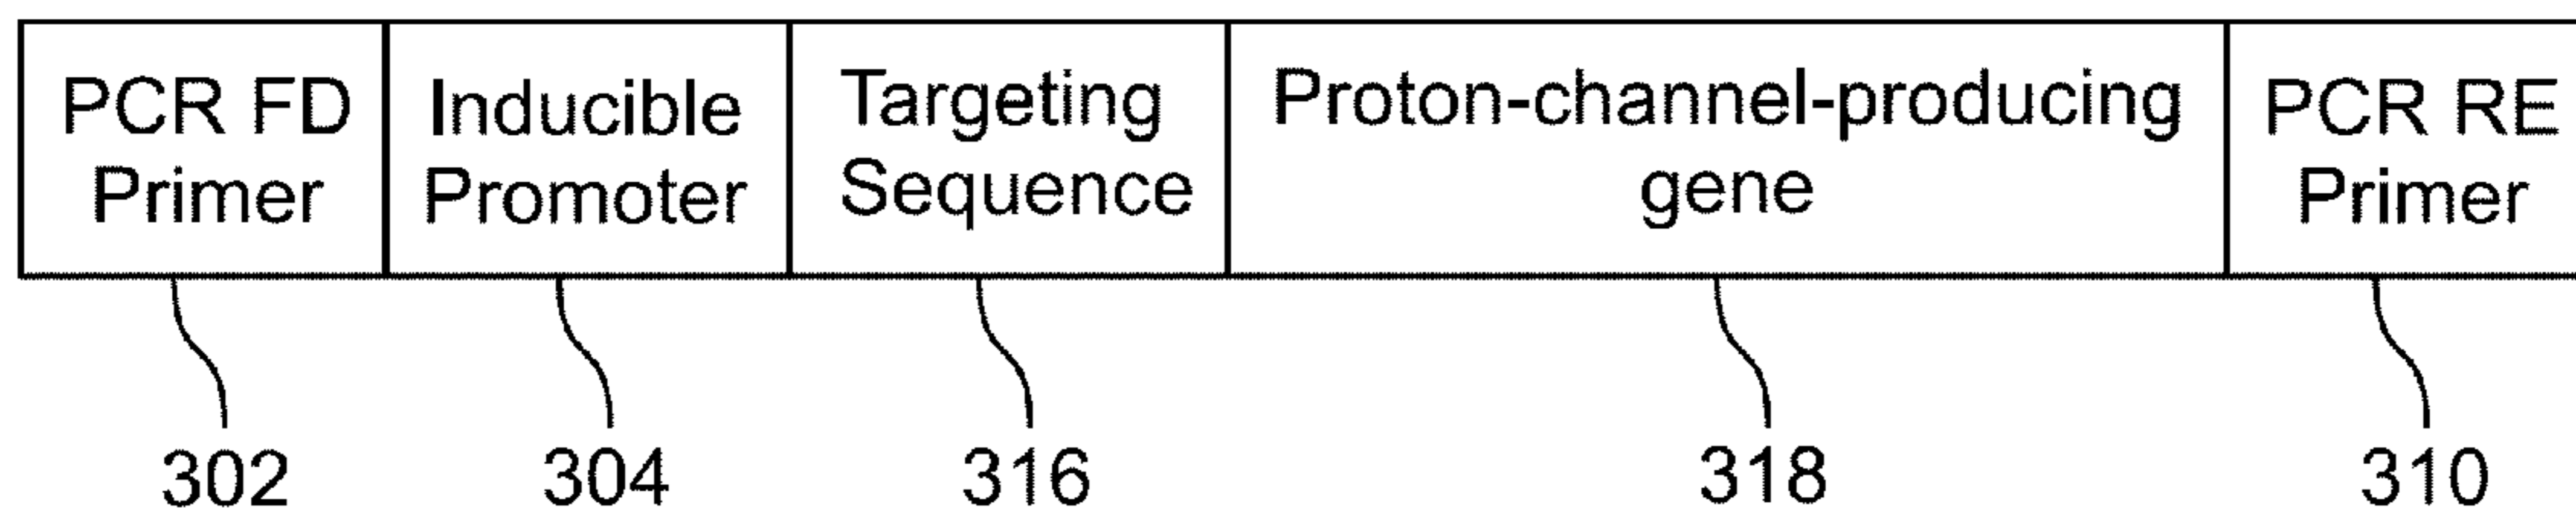 PCR FD
Primer
Inducible
Promoter
Targeting
Sequence
Proton-channel-producing
gene
PCR RE
Primer
302
304
316
318
310